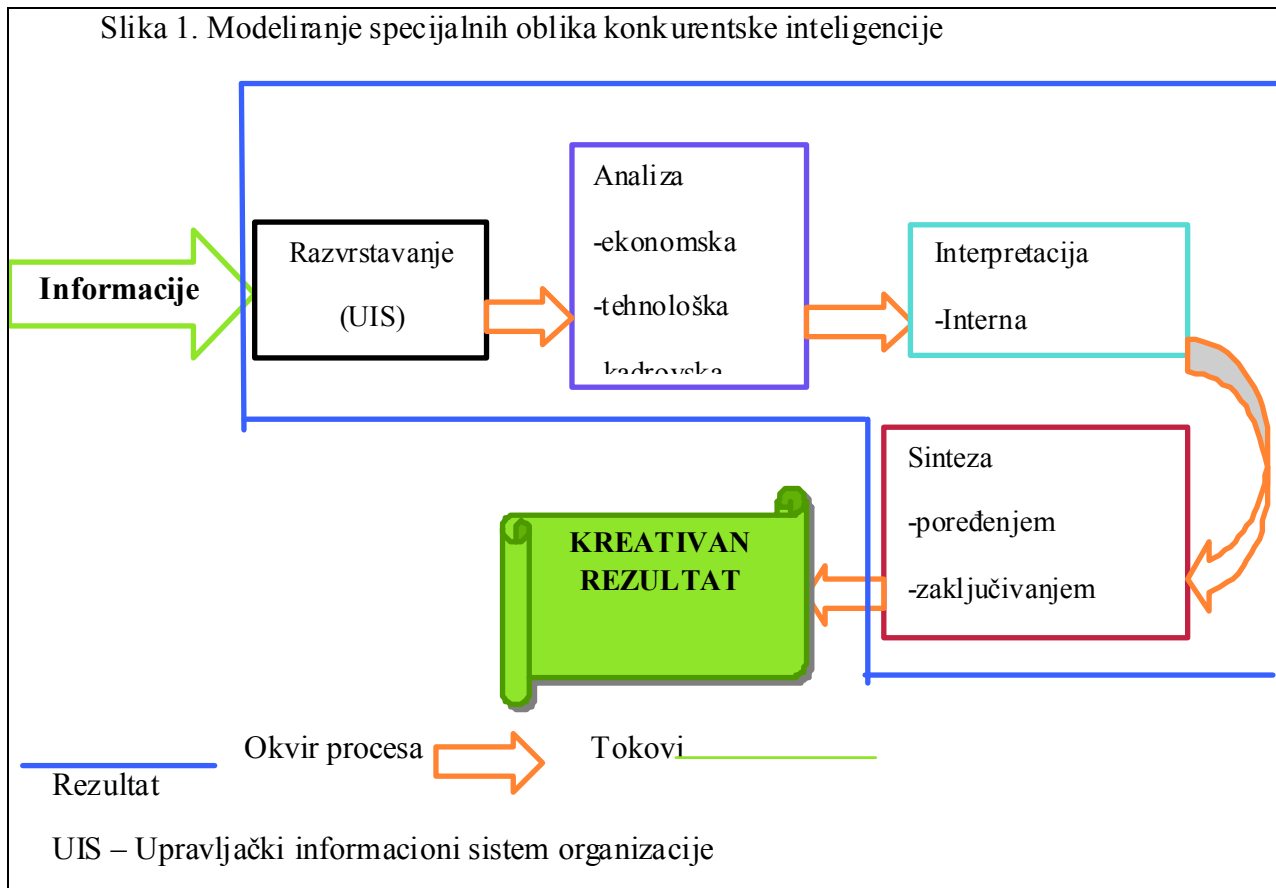 Slika 1. Modeliranje specijalnih oblika konkurentske inteligencije
Informacije
Razvrstavanje
(UIS)
Analiza
-ekonomska
-tehnološka
kadrovska
Interpretacija
-Interna
Sinteza
-poređenjem
-zaključivanjem
KREATIVAN
REZULTAT
Okvir procesa
Tokovi
Rezultat
UIS – Upravljački informacioni sistem organizacije